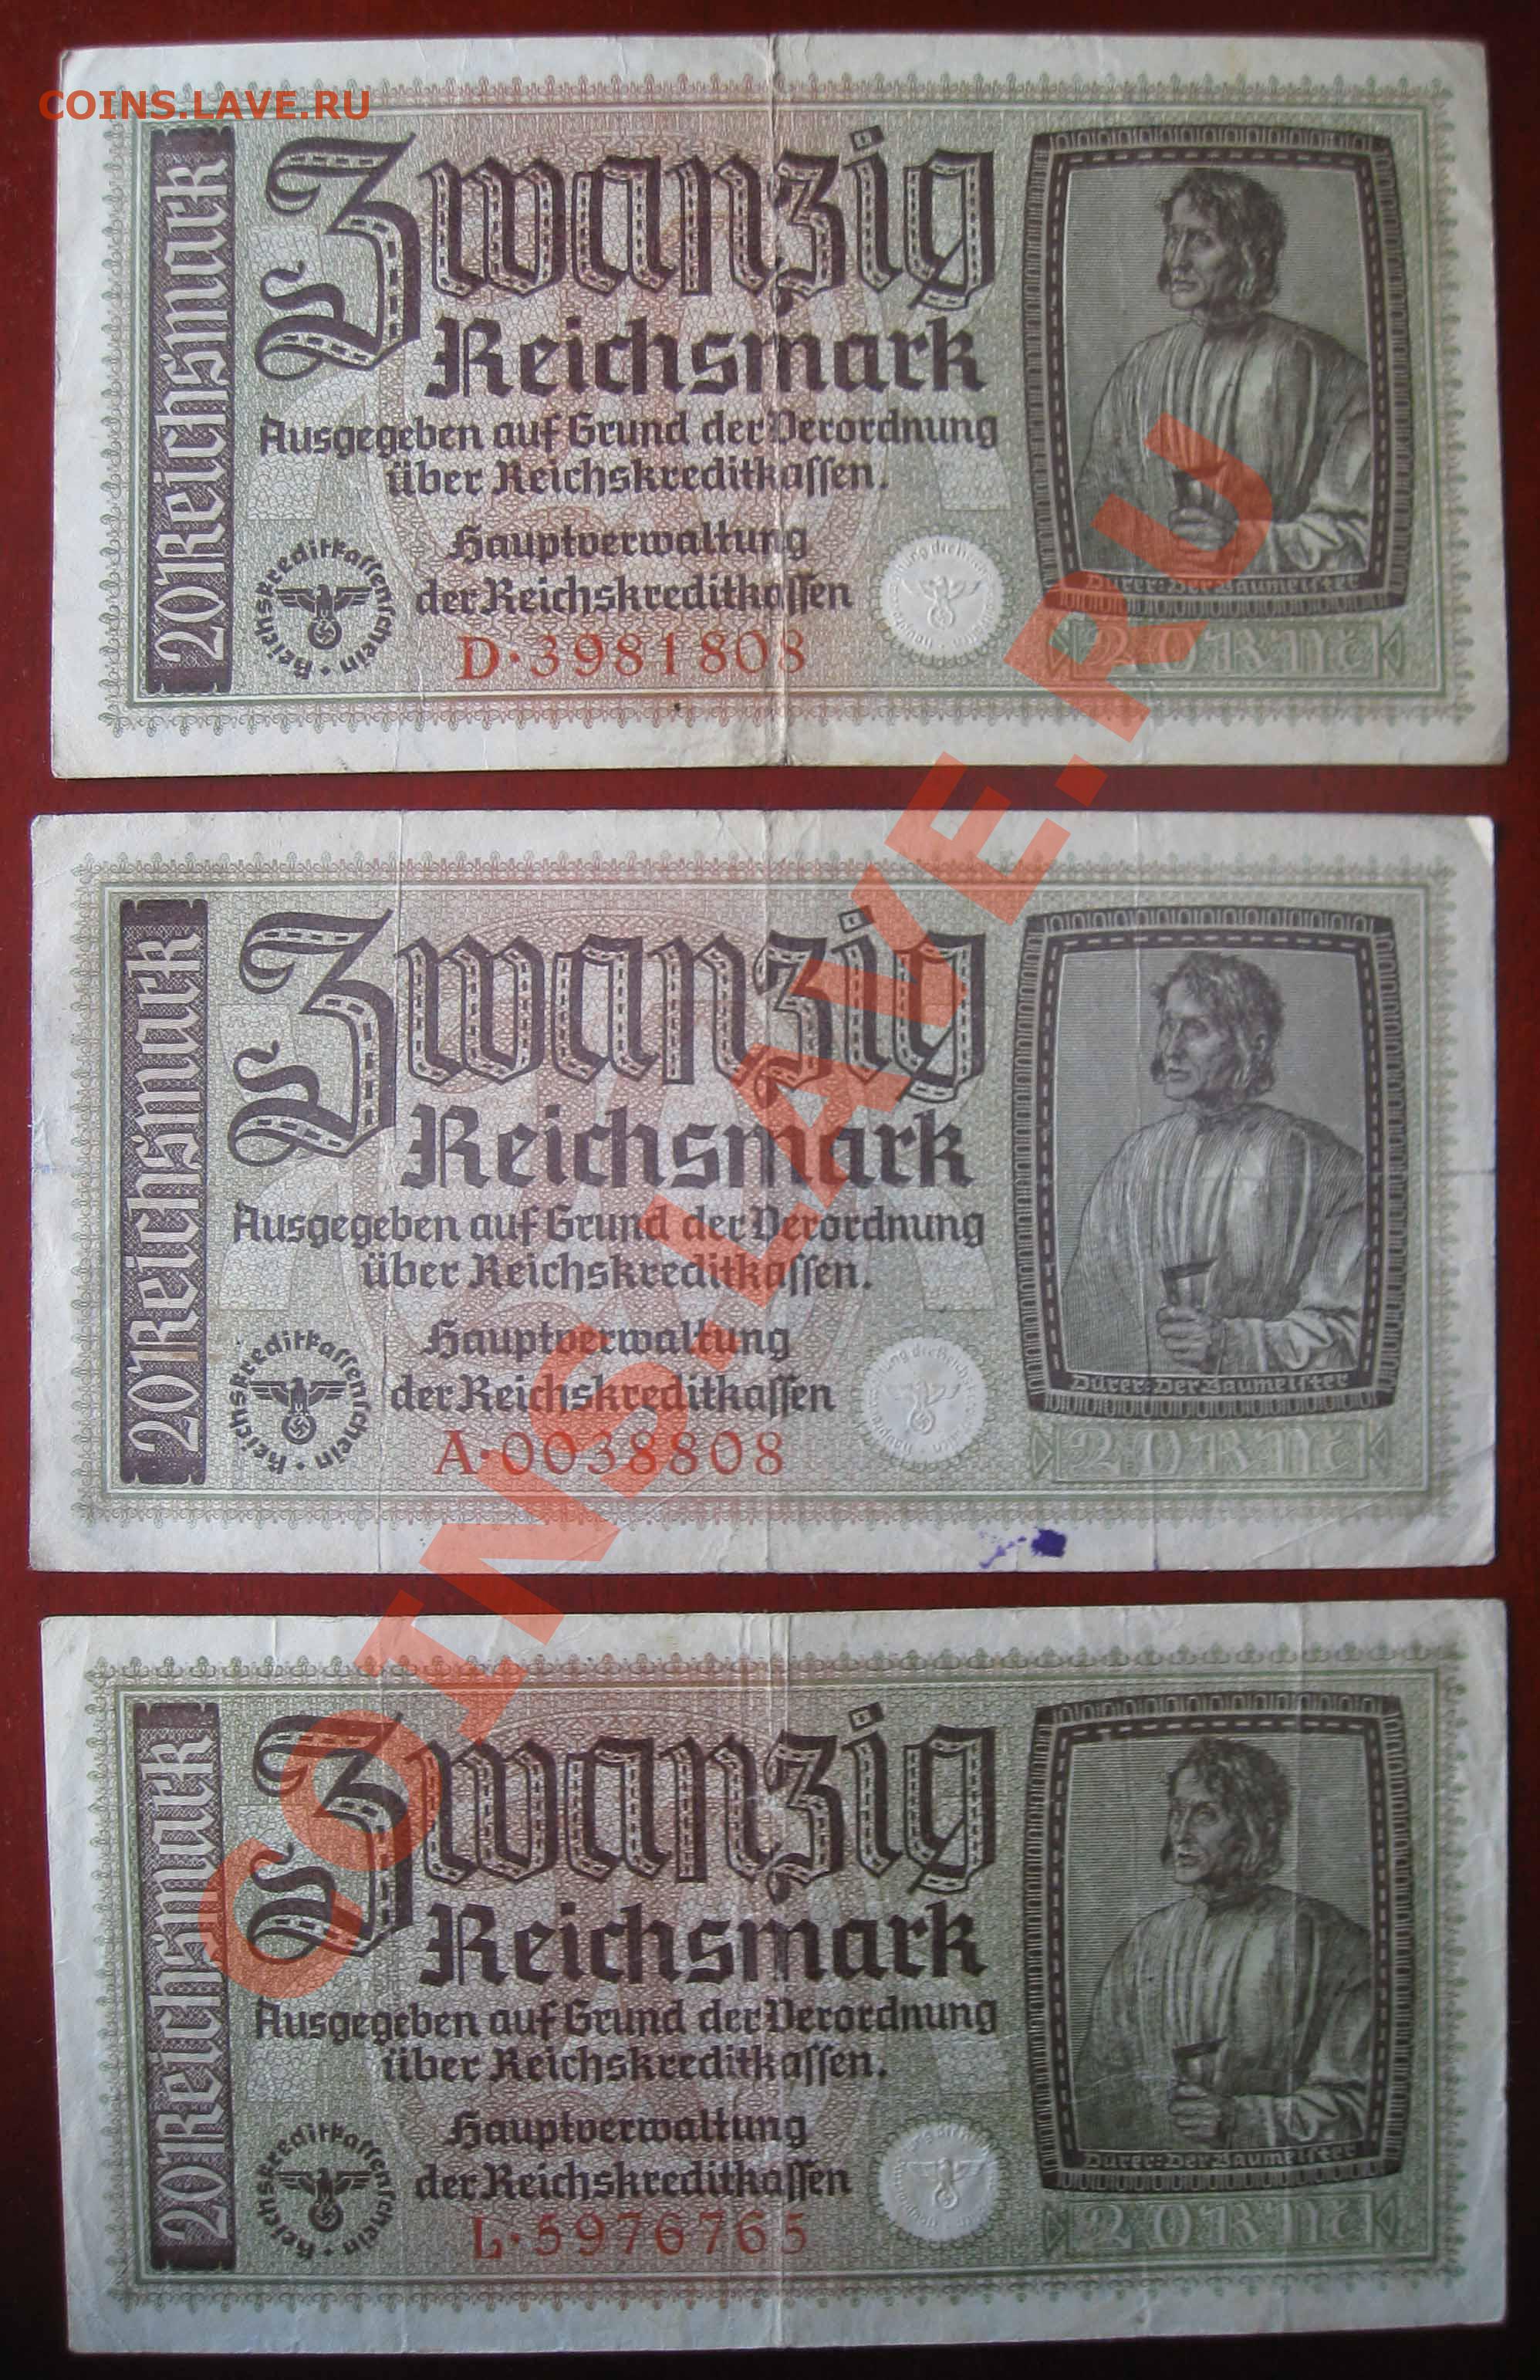 COINS.LAVE.RU
20 Reichsmark
Zwanzig
Reichsmark
Ausgegeben auf Grund der Verordnung
über Reichskreditkassen.
Hauptverwaltung
der Reichskreditkassen
Reichskreditkassenschein
D·3981808
Dürer: Der Baumeister
20 RM
20 Reichsmark
Zwanzig
Reichsmark
Ausgegeben auf Grund der Verordnung
über Reichskreditkassen.
Hauptverwaltung
der Reichskreditkassen
Reichskreditkassenschein
A·0038808
Dürer: Der Baumeister
20 RM
20 Reichsmark
Zwanzig
Reichsmark
Ausgegeben auf Grund der Verordnung
über Reichskreditkassen.
Hauptverwaltung
der Reichskreditkassen
Reichskreditkassenschein
L·5976765
Dürer: Der Baumeister
20 RM
COINS.LAVE.RU